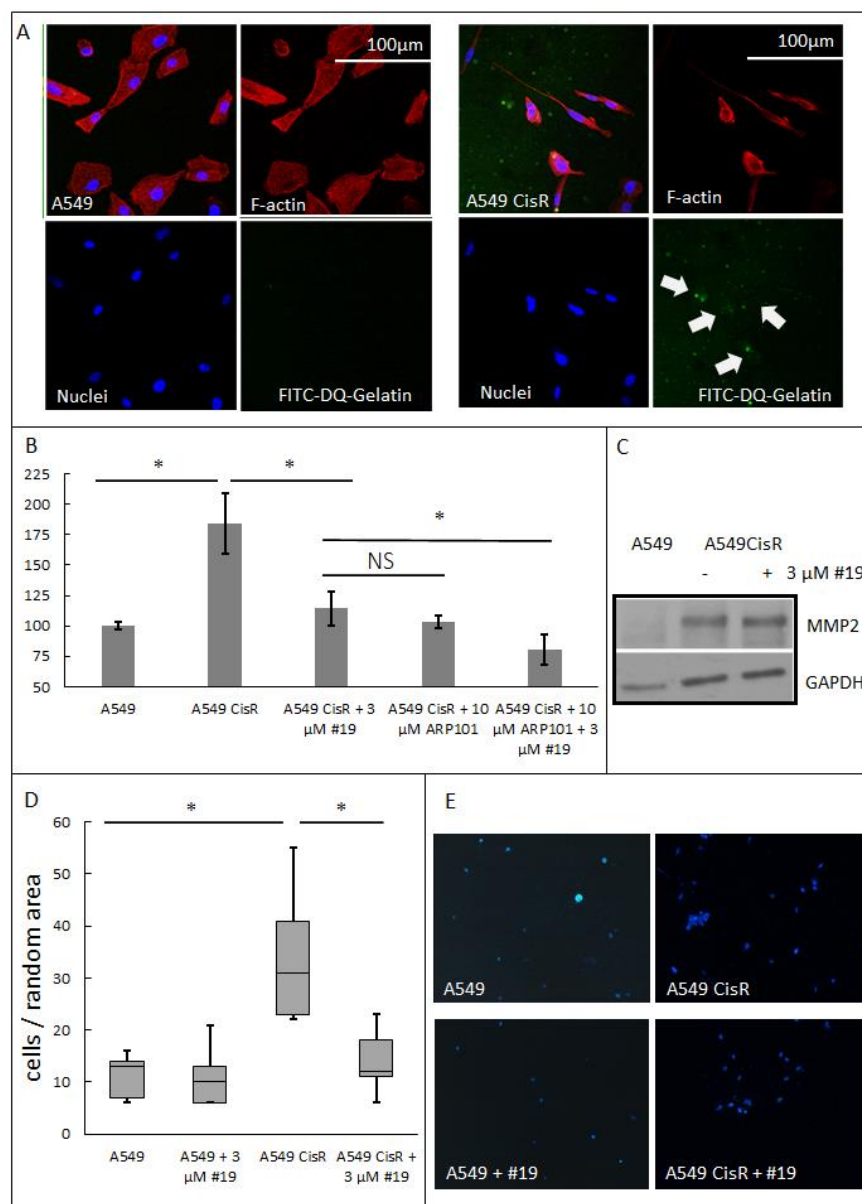 A
100μm
100μm
A549
F-actin
A549 CisR
F-actin
Nuclei
FITC-DQ-Gelatin
Nuclei
FITC-DQ-Gelatin
B
*
*
*
NS
225
200
175
150
125
100
75
50
A549
A549 CisR
A549 CisR + 3
μM #19
A549 CisR + 10
μM ARP101
A549 CisR + 10
μM ARP101 + 3
μM #19
C
A549
A549CisR
- + 3 μM #19
MMP2
GAPDH
D
*
*
cells / random area
60
50
40
30
20
10
0
A549
A549 + 3
μM #19
A549 CisR
A549 CisR +
3 μM #19
E
A549
A549 CisR
A549 + #19
A549 CisR + #19